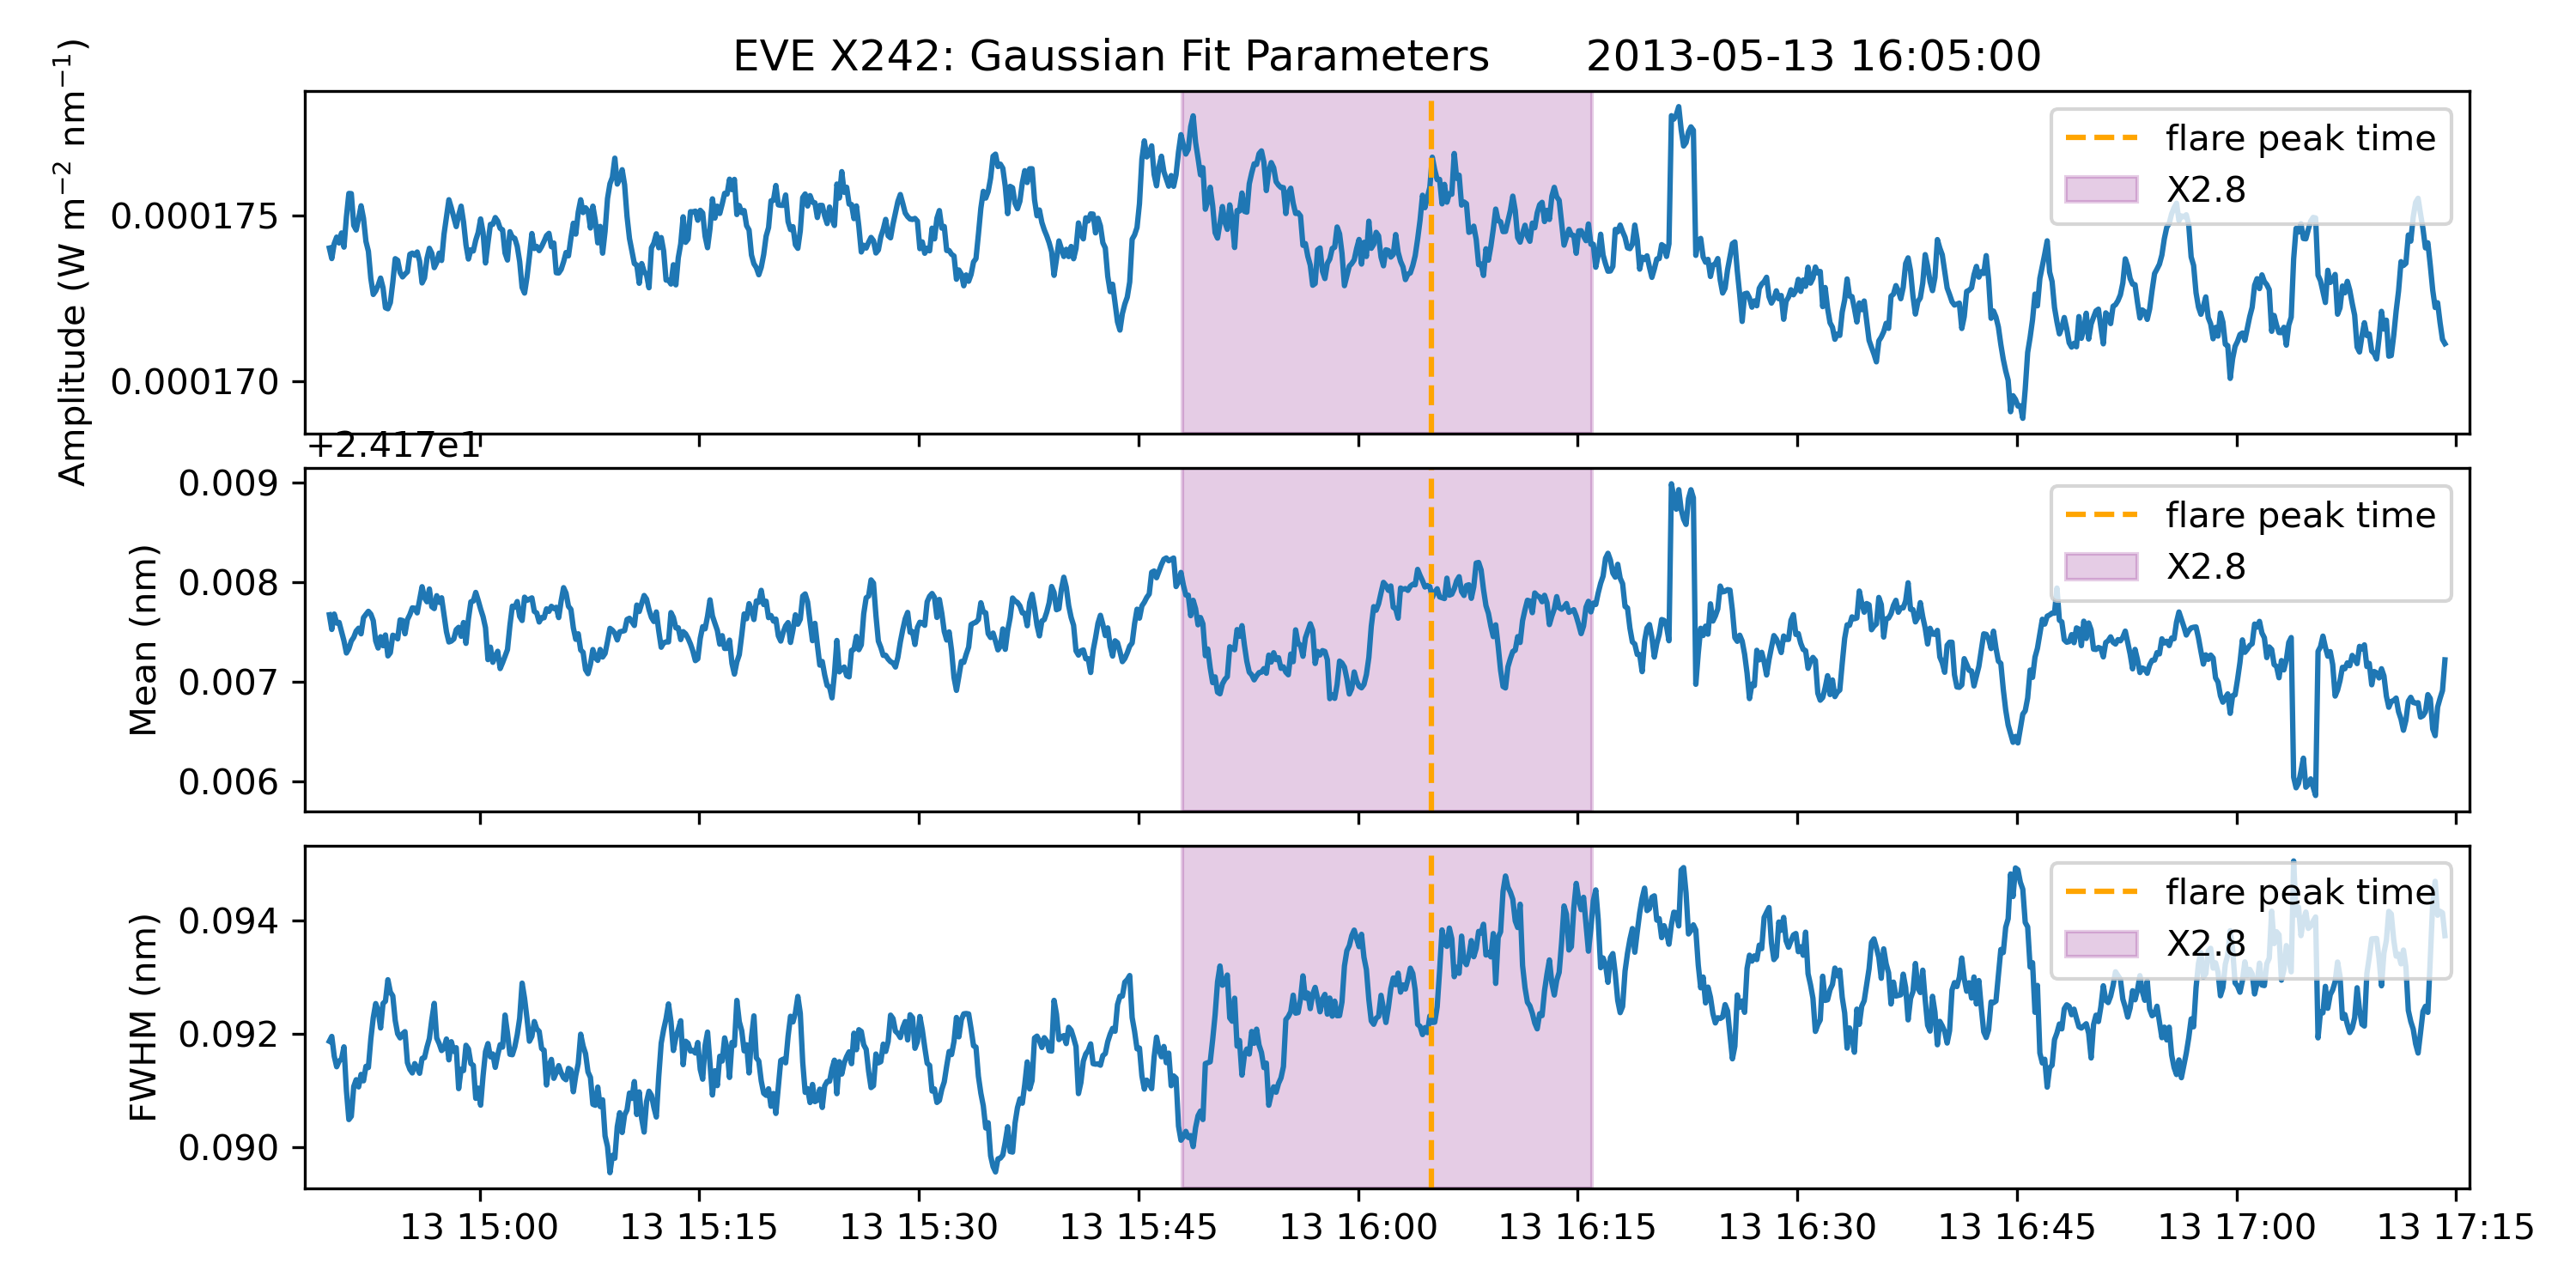 EVE X242: Gaussian Fit Parameters 2013-05-13 16:05:00
Amplitude (W m⁻² nm⁻¹)
0.000175
0.000170
flare peak time
X2.8
+2.417e1
Mean (nm)
0.009
0.008
0.007
0.006
flare peak time
X2.8
FWHM (nm)
0.094
0.092
0.090
flare peak time
X2.8
13 15:00 13 15:15 13 15:30 13 15:45 13 16:00 13 16:15 13 16:30 13 16:45 13 17:00 13 17:15